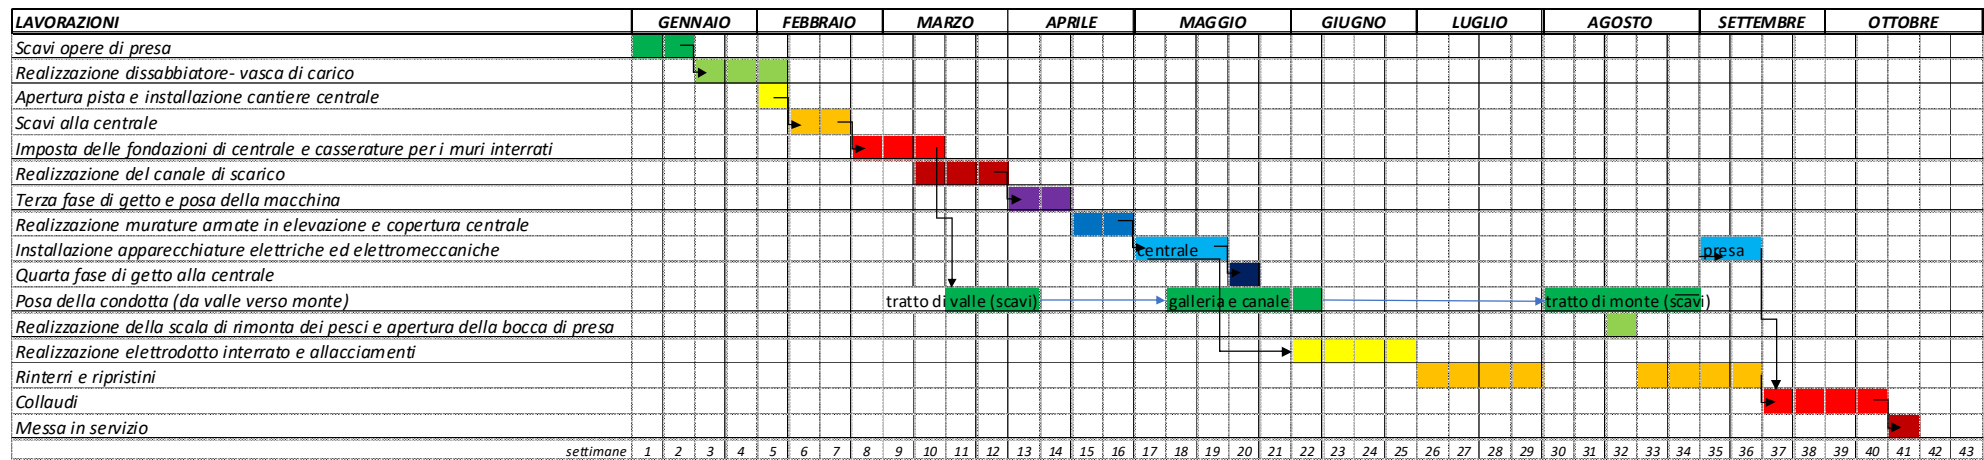 LAVORAZIONI GENNAIO FEBBRAIO MARZO APRILE MAGGIO GIUGNO LUGLIO AGOSTO SETTEMBRE OTTOBRE
Scavi opere di presa
Realizzazione dissabbiatore- vasca di carico
Apertura pista e installazione cantiere centrale
Scavi alla centrale
Imposta delle fondazioni di centrale e casserature per i muri interrati
Realizzazione del canale di scarico
Terza fase di getto e posa della macchina
Realizzazione murature armate in elevazione e copertura centrale
Installazione apparecchiature elettriche ed elettromeccaniche centrale presa
Quarta fase di getto alla centrale
Posa della condotta (da valle verso monte) tratto di valle (scavi) galleria e canale tratto di monte (scavi)
Realizzazione della scala di rimonta dei pesci e apertura della bocca di presa
Realizzazione elettrodotto interrato e allacciamenti
Rinterri e ripristini
Collaudi
Messa in servizio
settimane 1 2 3 4 5 6 7 8 9 10 11 12 13 14 15 16 17 18 19 20 21 22 23 24 25 26 27 28 29 30 31 32 33 34 35 36 37 38 39 40 41 42 43